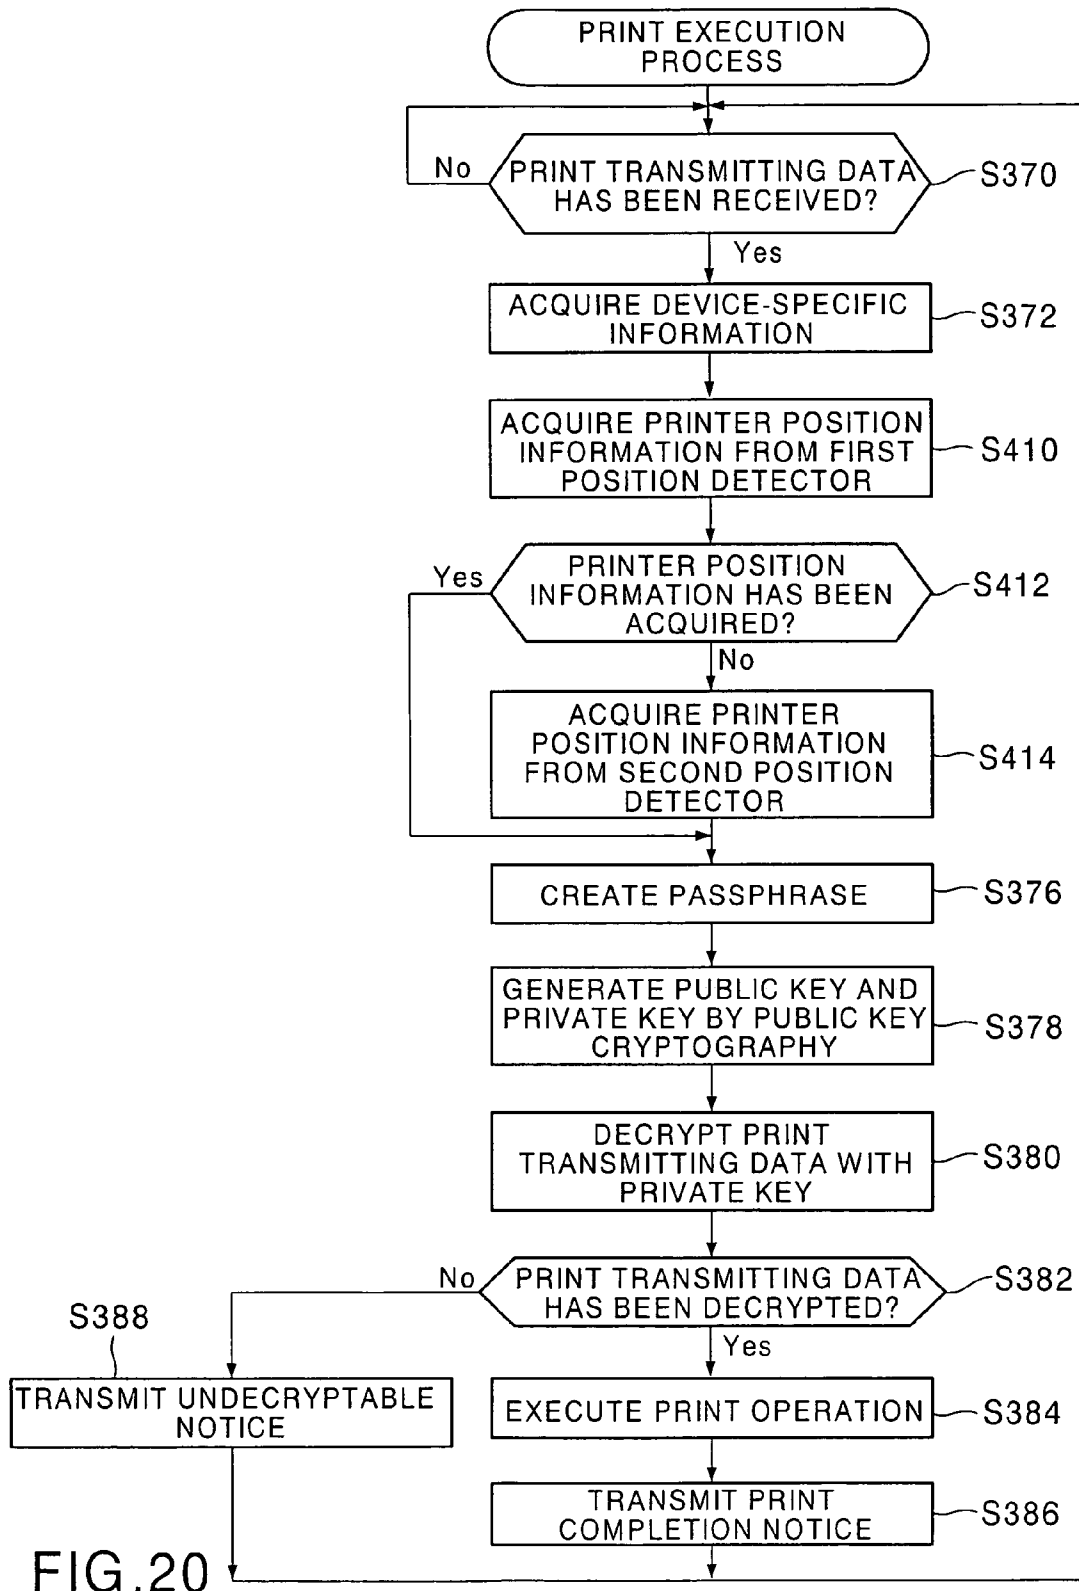 PRINT EXECUTION
PROCESS
No
PRINT TRANSMITTING DATA
HAS BEEN RECEIVED?
S370
Yes
ACQUIRE DEVICE-SPECIFIC
INFORMATION
S372
ACQUIRE PRINTER POSITION
INFORMATION FROM FIRST
POSITION DETECTOR
S410
Yes
PRINTER POSITION
INFORMATION HAS BEEN
ACQUIRED?
S412
No
ACQUIRE PRINTER
POSITION INFORMATION
FROM SECOND POSITION
DETECTOR
S414
CREATE PASSPHRASE
S376
GENERATE PUBLIC KEY AND
PRIVATE KEY BY PUBLIC KEY
CRYPTOGRAPHY
S378
DECRYPT PRINT
TRANSMITTING DATA WITH
PRIVATE KEY
S380
No
PRINT TRANSMITTING DATA
HAS BEEN DECRYPTED?
S382
S388
Yes
TRANSMIT UNDECRYPTABLE
NOTICE
EXECUTE PRINT OPERATION
S384
TRANSMIT PRINT
COMPLETION NOTICE
S386
FIG.20